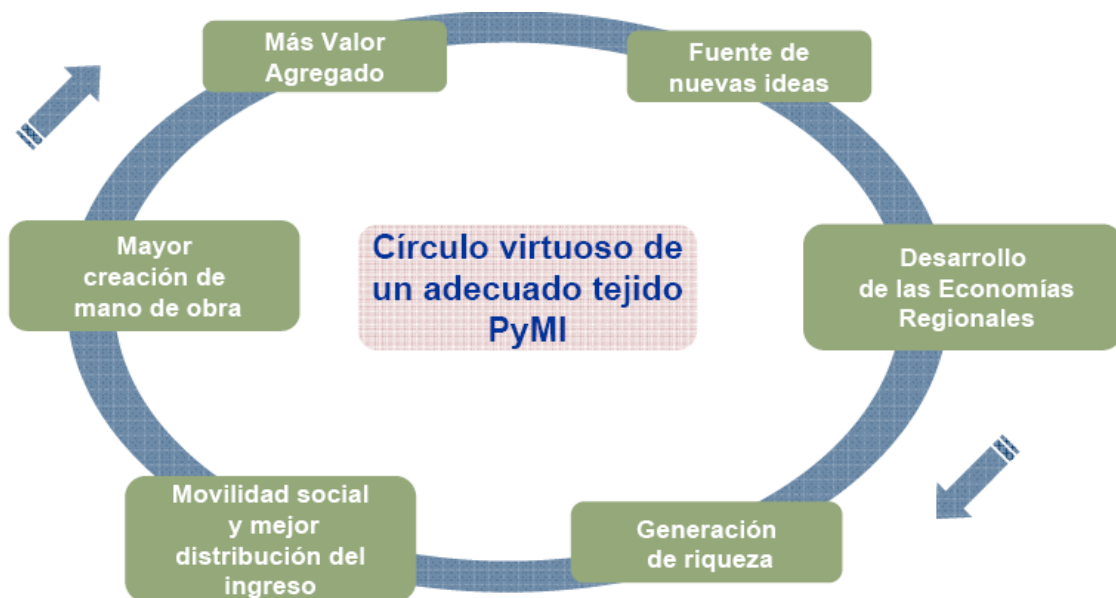 Más Valor
Agregado
Fuente de
nuevas ideas
Mayor
creación de
mano de obra
Círculo virtuoso de
un adecuado tejido
PyMI
Desarrollo
de las Economías
Regionales
Movilidad social
y mejor
distribución del
ingreso
Generación
de riqueza